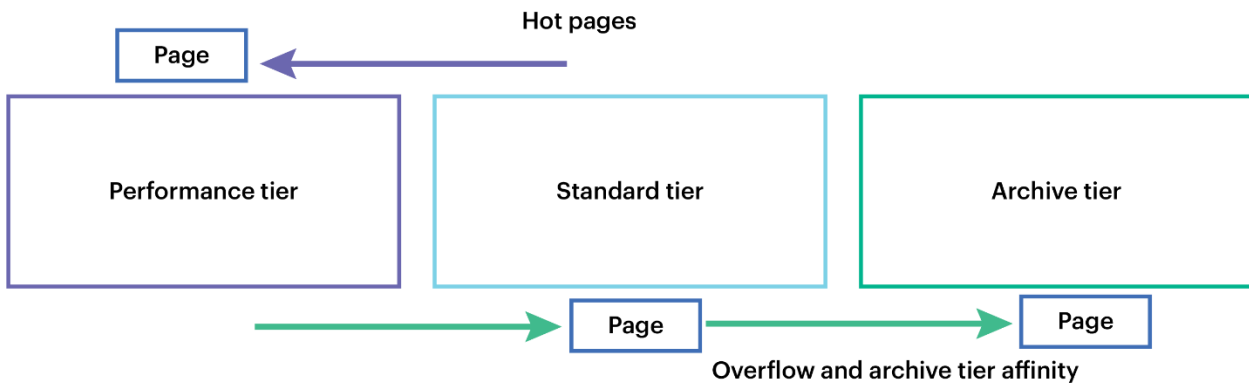 Hot pages
Page
Performance tier
Standard tier
Archive tier
Page
Page
Overflow and archive tier affinity